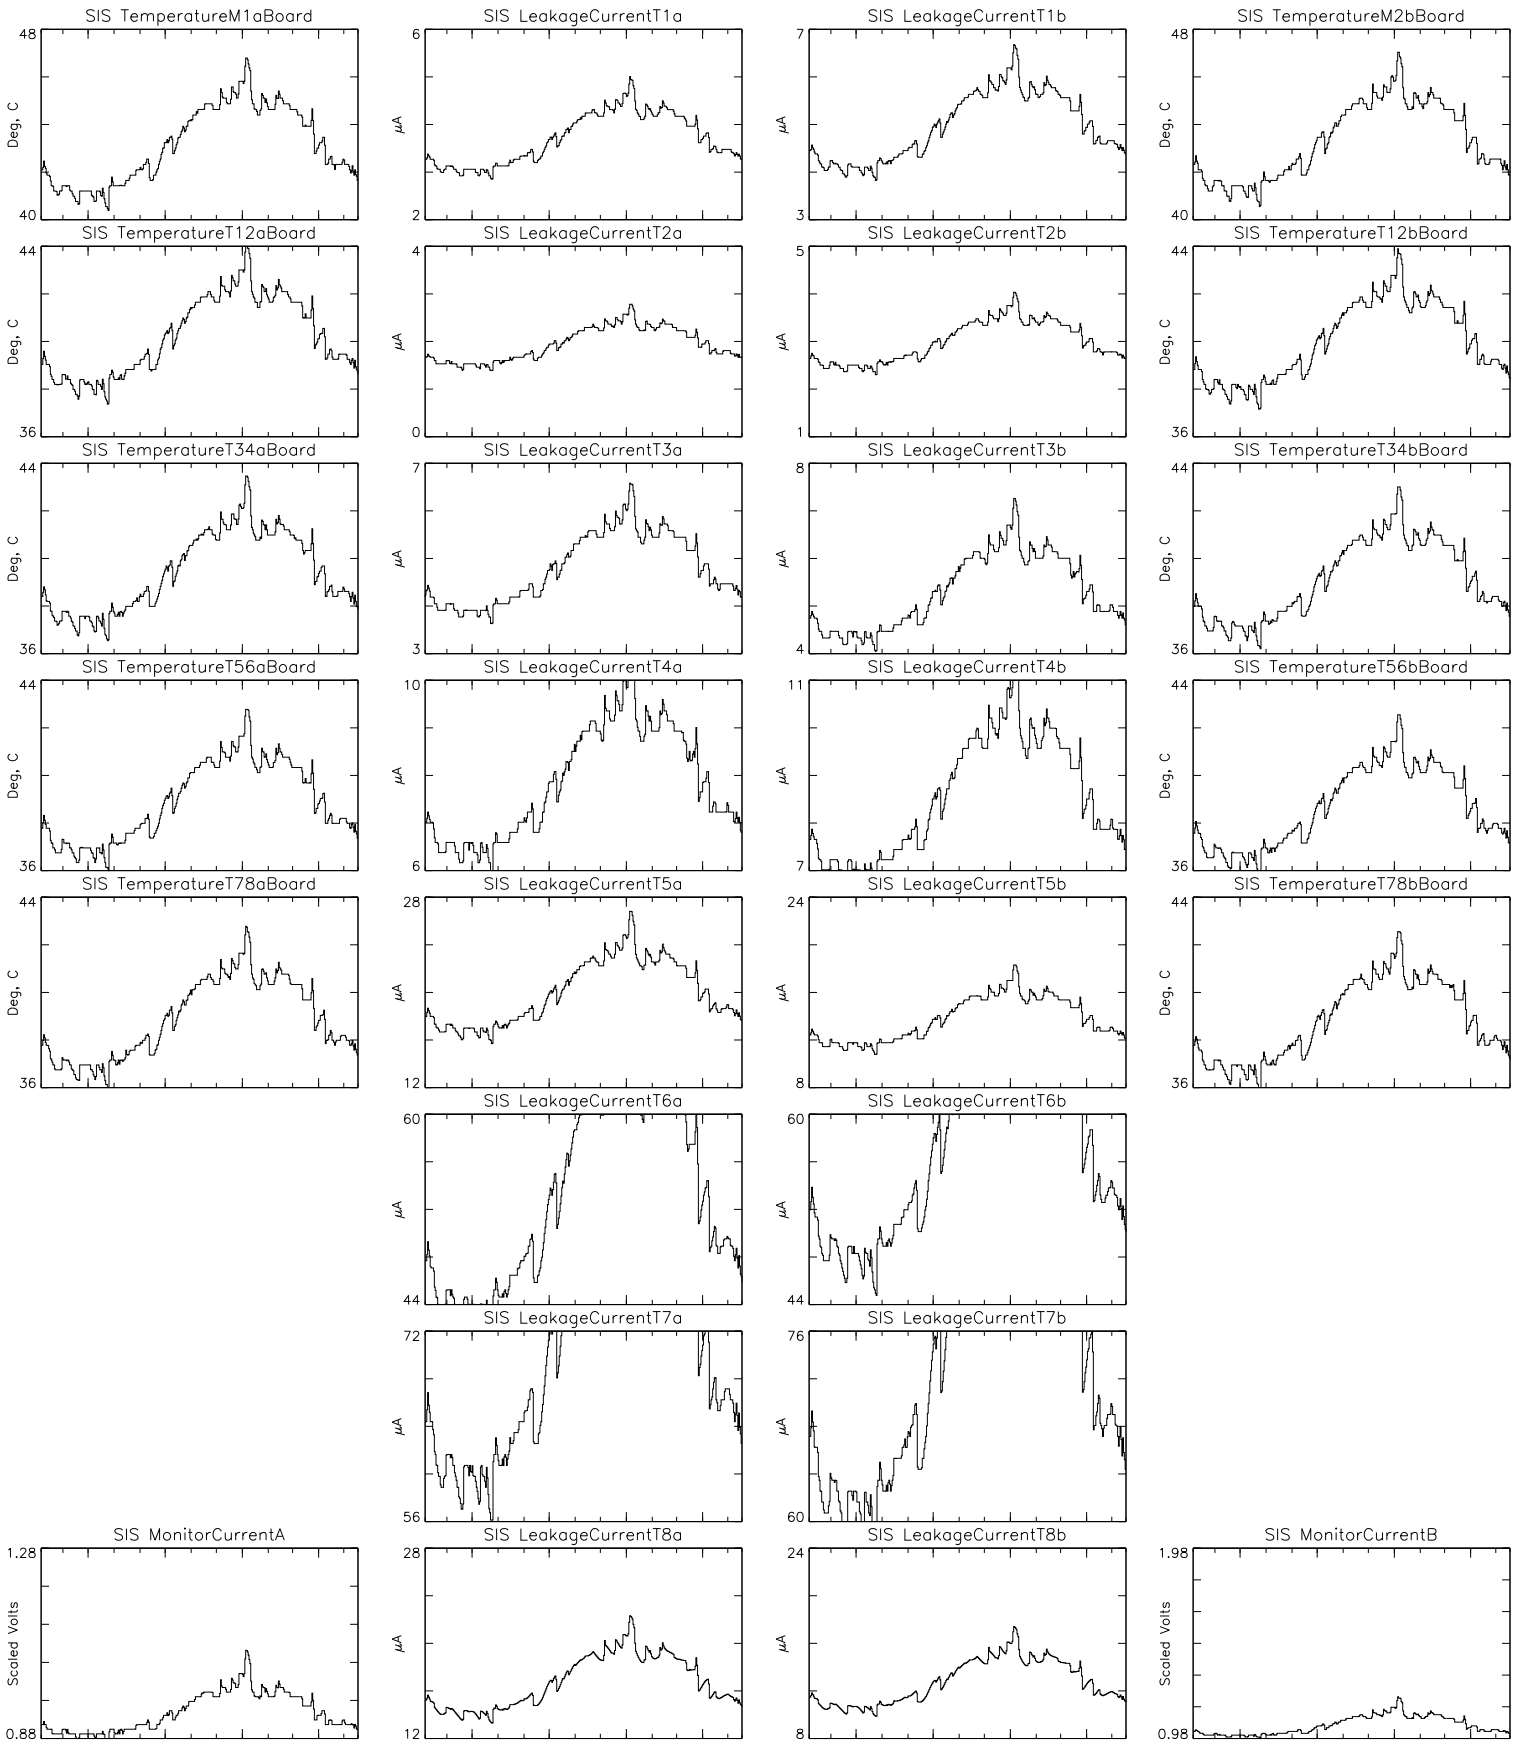 SIS TemperatureM1aBoard
48
Deg, C
40
SIS LeakageCurrentT1a
6
μA
2
SIS LeakageCurrentT1b
7
μA
3
SIS TemperatureM2bBoard
48
Deg, C
40
SIS TemperatureT12aBoard
44
Deg, C
36
SIS LeakageCurrentT2a
4
μA
0
SIS LeakageCurrentT2b
5
μA
1
SIS TemperatureT12bBoard
44
Deg, C
36
SIS TemperatureT34aBoard
44
Deg, C
36
SIS LeakageCurrentT3a
7
μA
3
SIS LeakageCurrentT3b
8
μA
4
SIS TemperatureT34bBoard
44
Deg, C
36
SIS TemperatureT56aBoard
44
Deg, C
36
SIS LeakageCurrentT4a
10
μA
6
SIS LeakageCurrentT4b
11
μA
7
SIS TemperatureT56bBoard
44
Deg, C
36
SIS TemperatureT78aBoard
44
Deg, C
36
SIS LeakageCurrentT5a
28
μA
12
SIS LeakageCurrentT5b
24
μA
8
SIS TemperatureT78bBoard
44
Deg, C
36
SIS LeakageCurrentT6a
60
μA
44
SIS LeakageCurrentT6b
60
μA
44
SIS LeakageCurrentT7a
72
μA
56
SIS LeakageCurrentT7b
76
μA
60
SIS MonitorCurrentA
1.28
Scaled Volts
0.88
SIS LeakageCurrentT8a
28
μA
12
SIS LeakageCurrentT8b
24
μA
8
SIS MonitorCurrentB
1.98
Scaled Volts
0.98